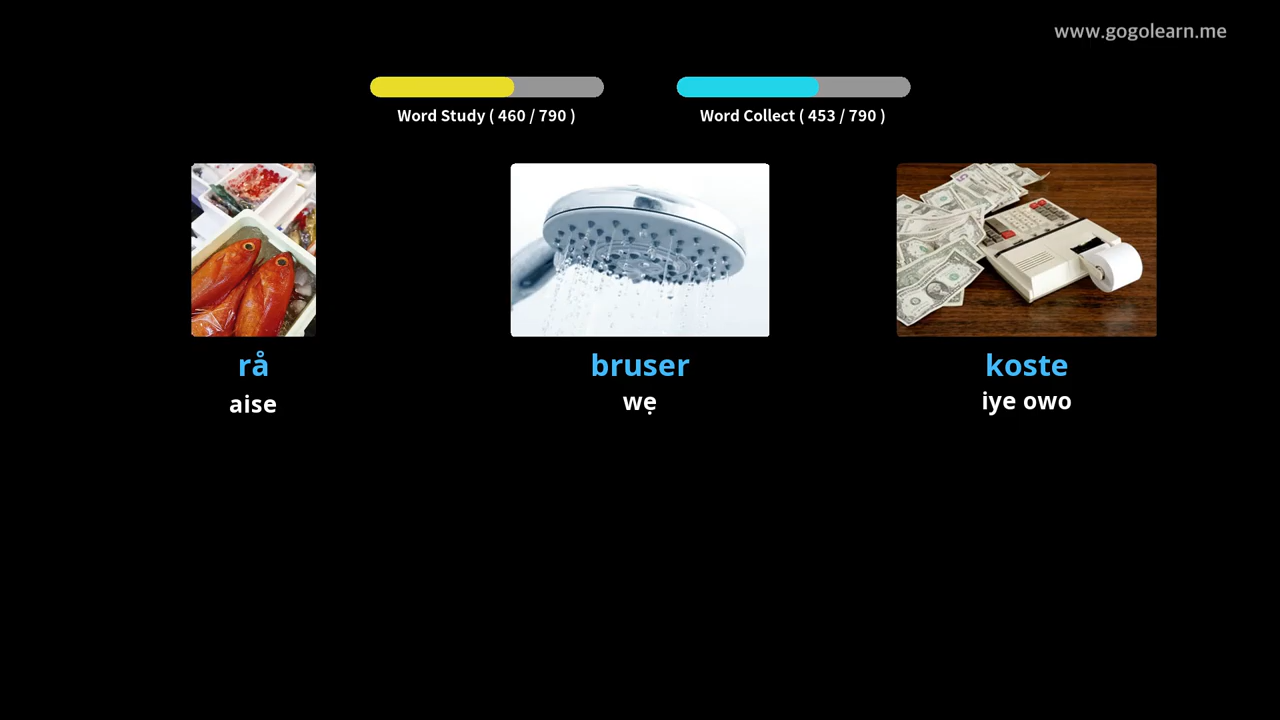 www.gogolearn.me
Word Study ( 460 / 790 )
Word Collect ( 453 / 790 )
rå
bruser
koste
aise
wẹ
iye owo